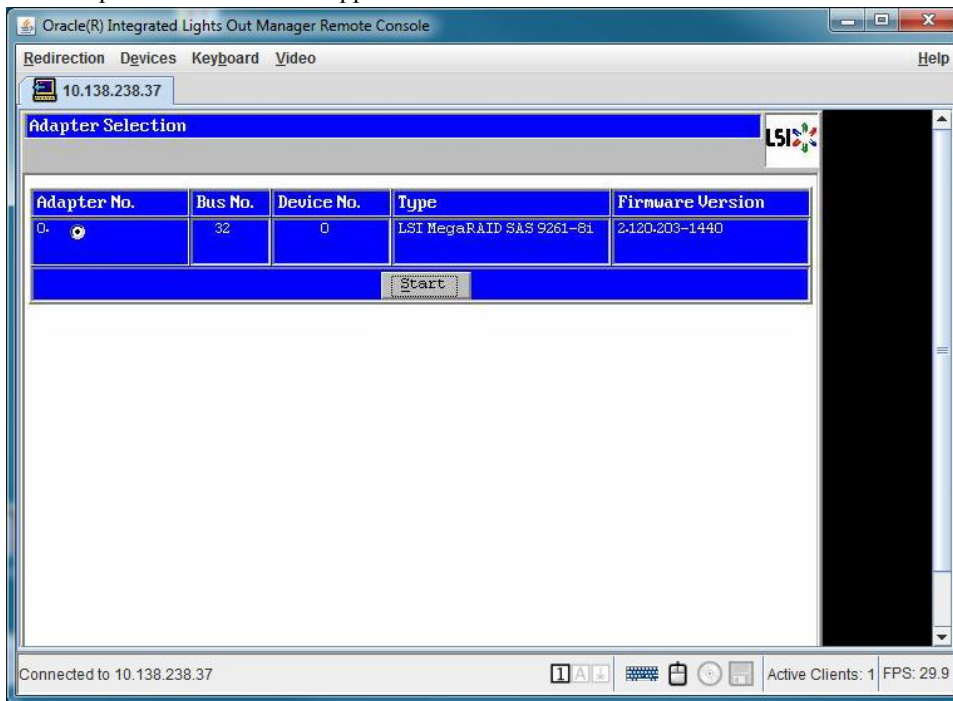 Oracle(R) Integrated Lights Out Manager Remote Console
Redirection Devices Keyboard Video Help
10.138.238.37
Adapter Selection
LSI
Adapter No. Bus No. Device No. Type Firmware Version
0. 32 0 LSI MegaRAID SAS 9261-8i 2.120.203-1440
Start
Connected to 10.138.238.37 1 A Active Clients: 1 FPS: 29.9